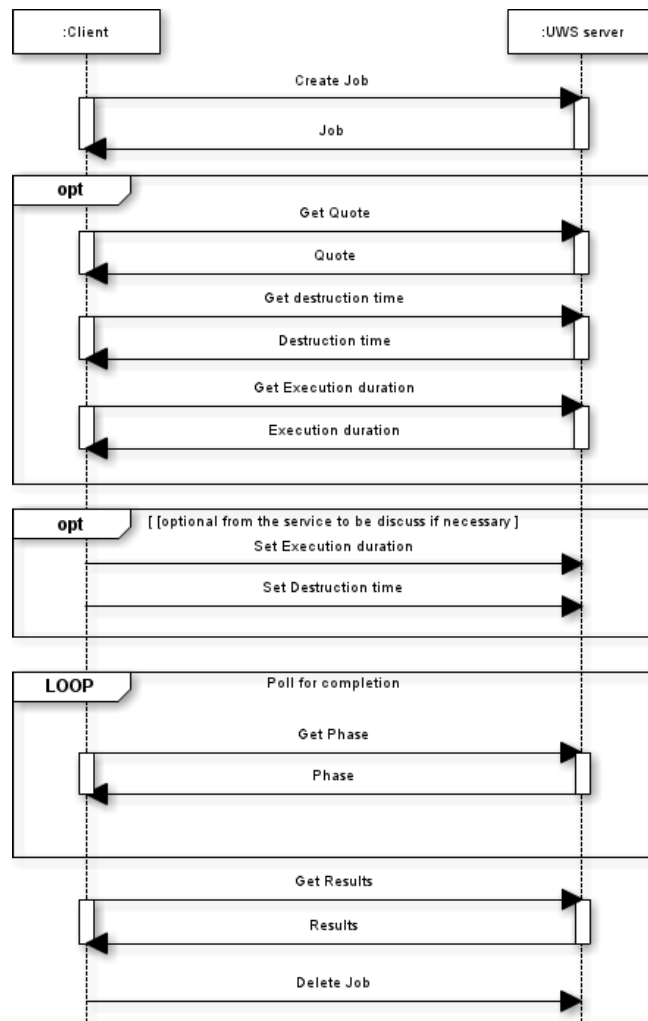 :Client
:UWS server
Create Job
Job
opt
Get Quote
Quote
Get destruction time
Destruction time
Get Execution duration
Execution duration
opt
[ [optional from the service to be discuss if necessary ]
Set Execution duration
Set Destruction time
LOOP
Poll for completion
Get Phase
Phase
Get Results
Results
Delete Job